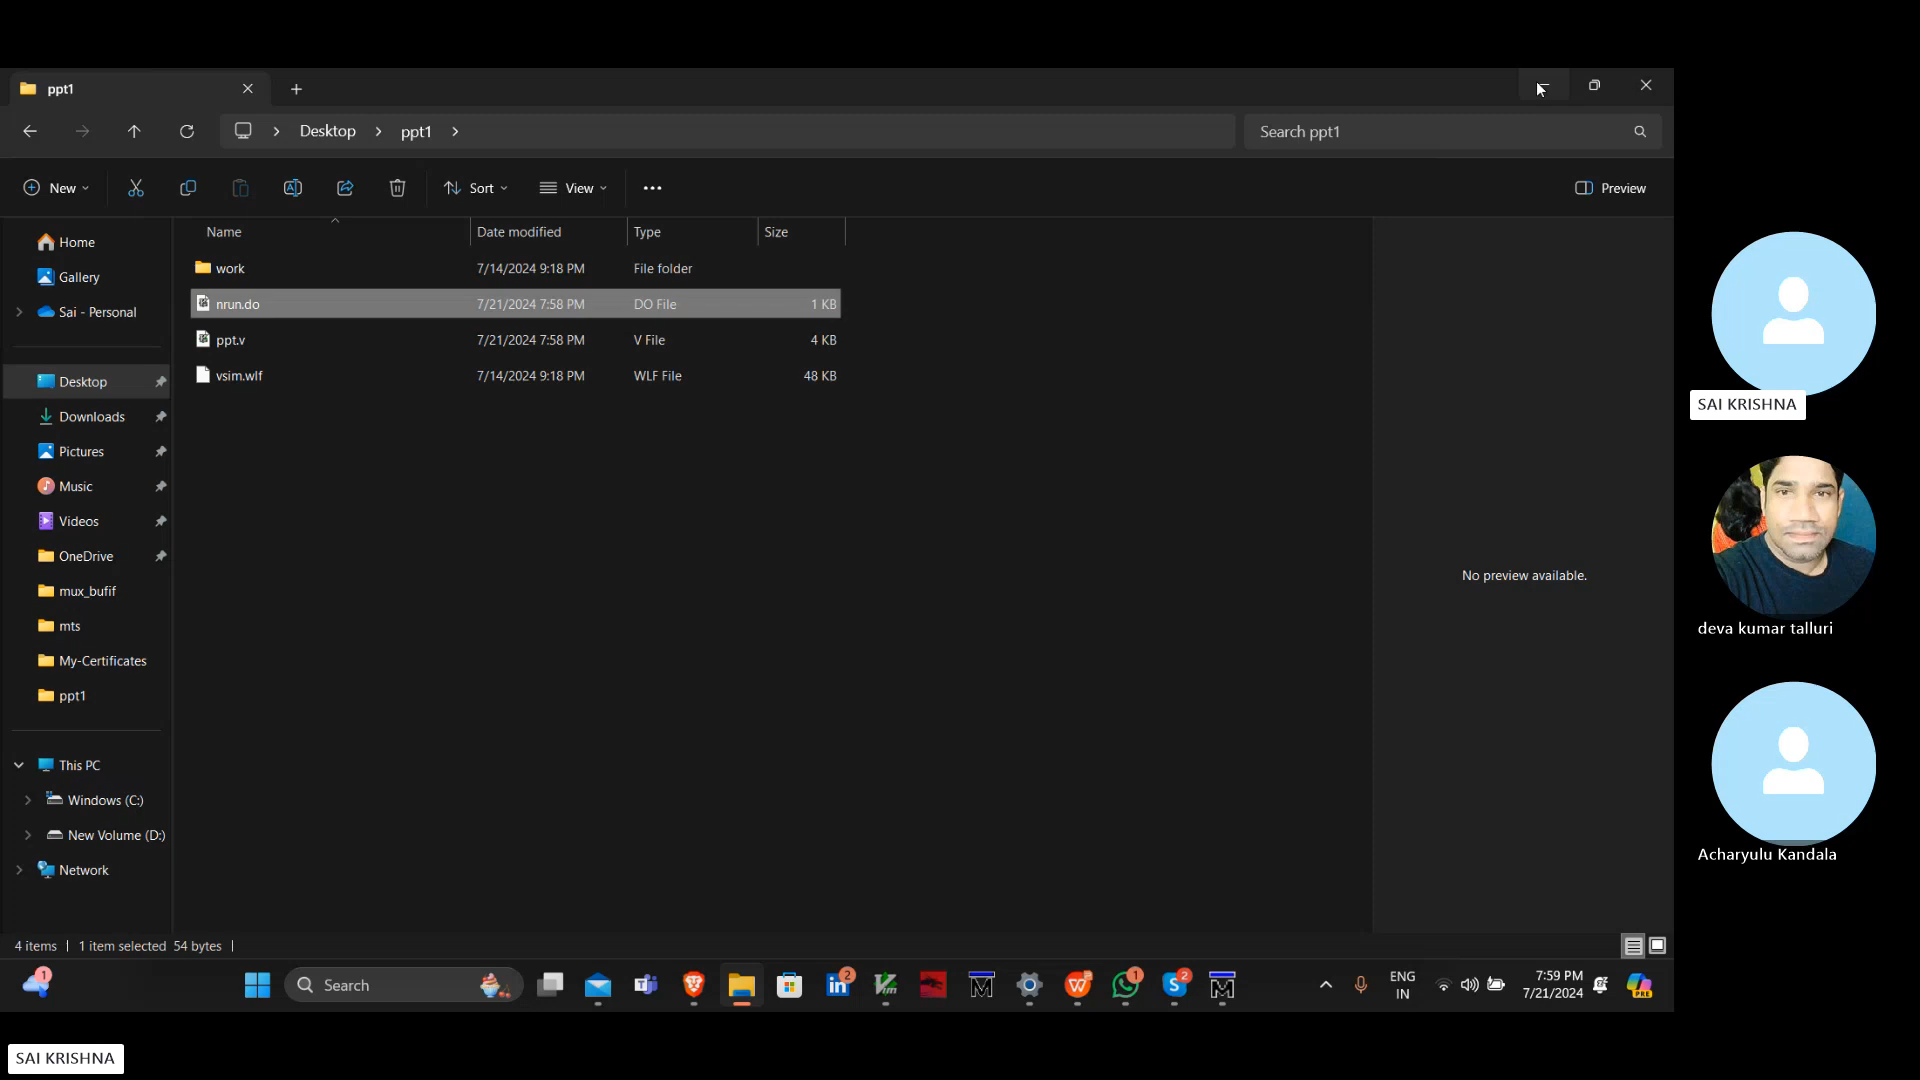 ppt1
Desktop
ppt1
Search ppt1
New
Sort
View
Preview
Name
Date modified
Type
Size
work 7/14/2024 9:18 PM File folder
nrun.do 7/21/2024 7:58 PM DO File 1 KB
ppt.v 7/21/2024 7:58 PM V File 4 KB
vsim.wlf 7/14/2024 9:18 PM WLF File 48 KB
Home
Gallery
Sai - Personal
Desktop
Downloads
Pictures
Music
Videos
OneDrive
mux_bufif
mts
My-Certificates
ppt1
This PC
Windows (C:)
New Volume (D:)
Network
No preview available.
4 items
1 item selected 54 bytes
1
Search
2
1
2
ENG
IN
7:59 PM
7/21/2024
PRE
SAI KRISHNA
deva kumar talluri
Acharyulu Kandala
SAI KRISHNA